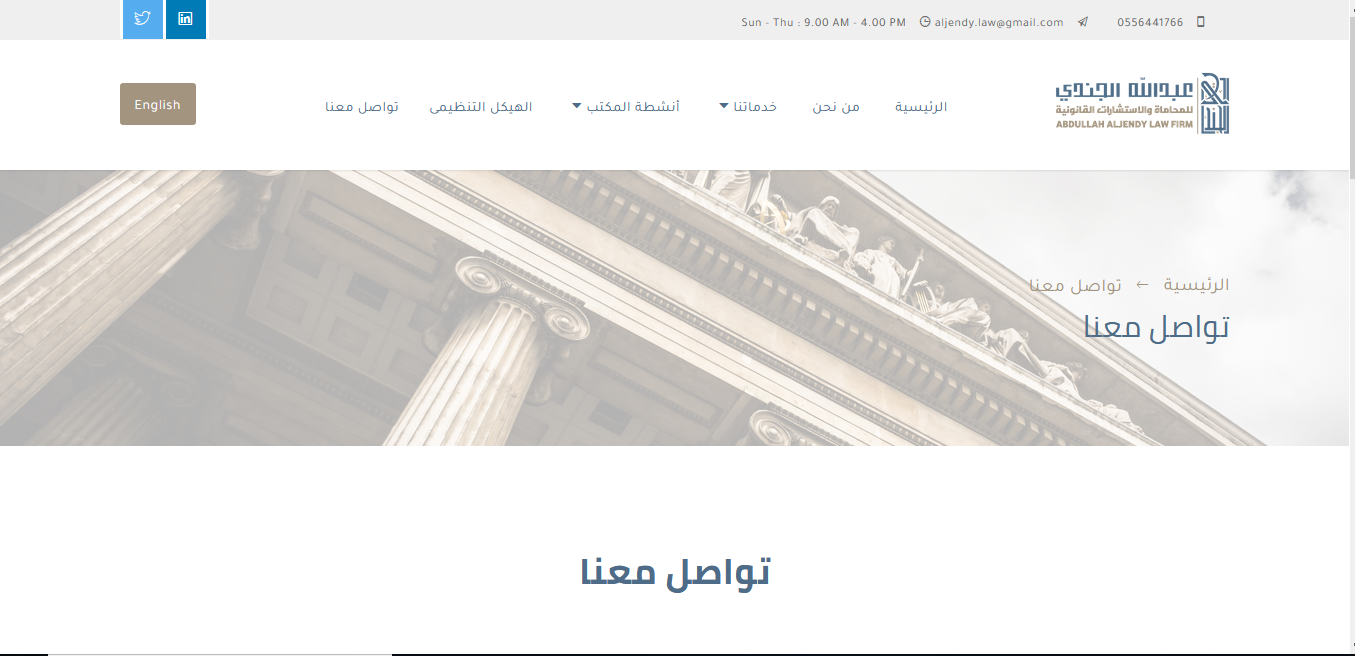 0556441766
aljendy.law@gmail.com
Sun - Thu : 9.00 AM - 4.00 PM
عبدالله الجندي
للمحاماة والاستشارات القانونية
ABDULLAH ALJENDY LAW FIRM
الرئيسية
من نحن
خدماتنا
أنشطة المكتب
الهيكل التنظيمى
تواصل معنا
English
الرئيسية ← تواصل معنا
تواصل معنا
تواصل معنا